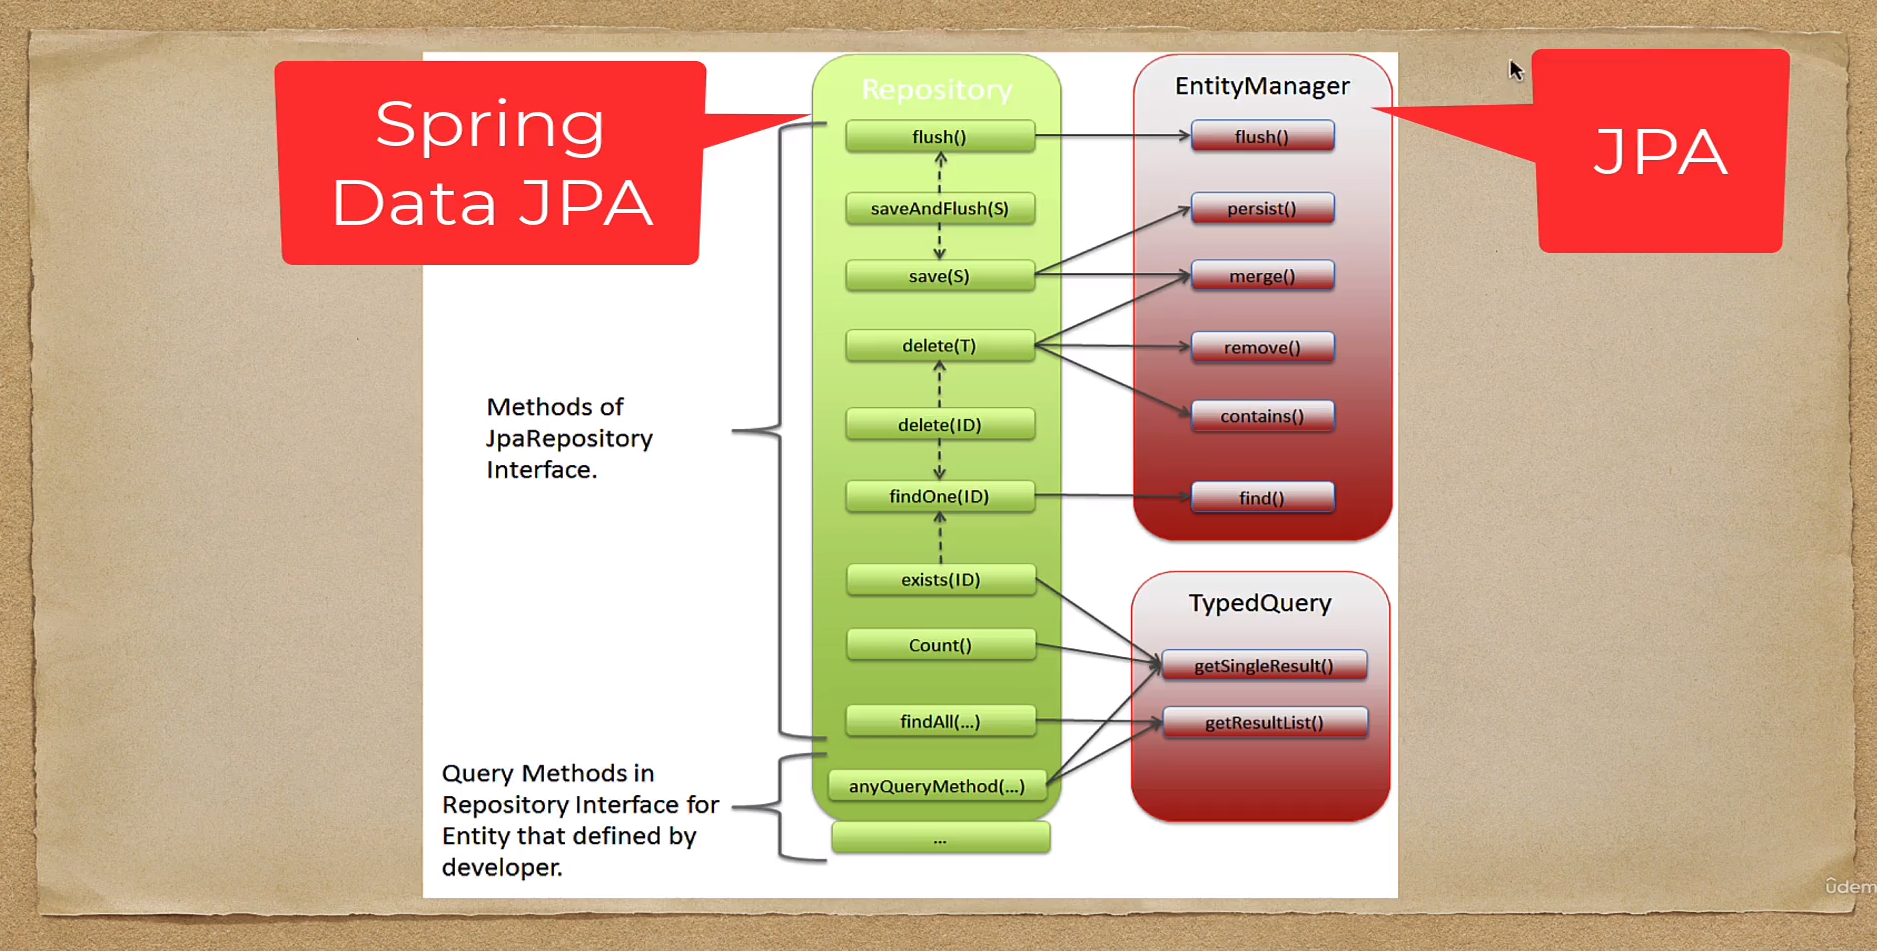 Spring
Data JPA
JPA
Repository
flush()
saveAndFlush(S)
save(S)
delete(T)
delete(ID)
findOne(ID)
exists(ID)
Count()
findAll(...)
anyQueryMethod(...)
...
EntityManager
flush()
persist()
merge()
remove()
contains()
find()
TypedQuery
getSingleResult()
getResultList()
Methods of
JpaRepository
Interface.
Query Methods in
Repository Interface for
Entity that defined by
developer.
ûdem